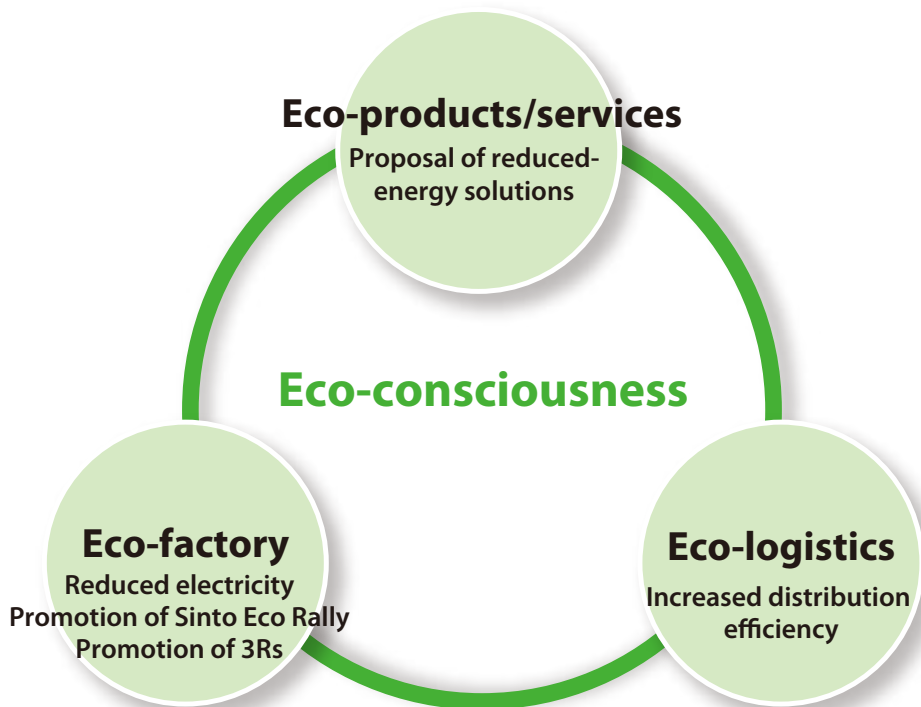 Eco-products/services
Proposal of reduced-
energy solutions
Eco-consciousness
Eco-factory
Reduced electricity
Promotion of Sinto Eco Rally
Promotion of 3Rs
Eco-logistics
Increased distribution
efficiency